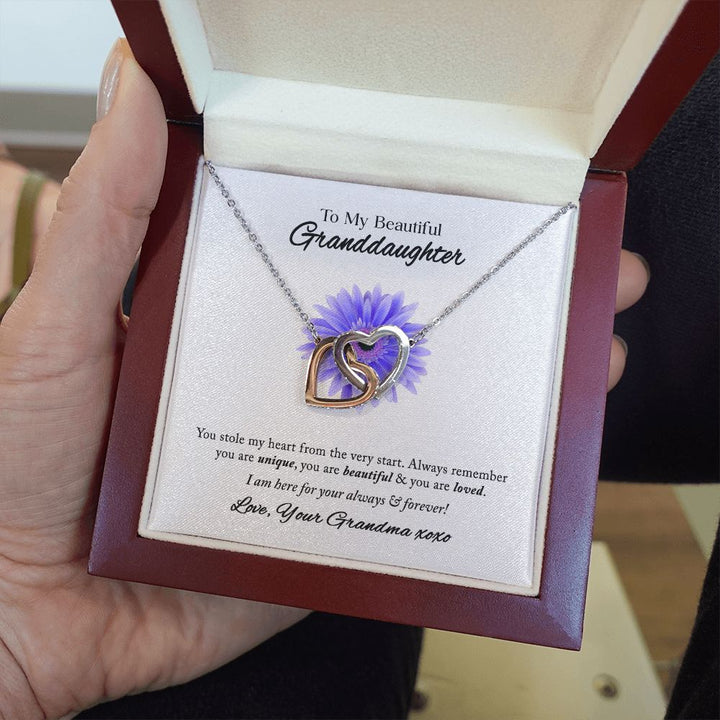 To My Beautiful
Granddaughter
You stole my heart from the very start. Always remember
you are unique, you are beautiful & you are loved.
I am here for your always & forever!
Love, Your Grandma xoxo